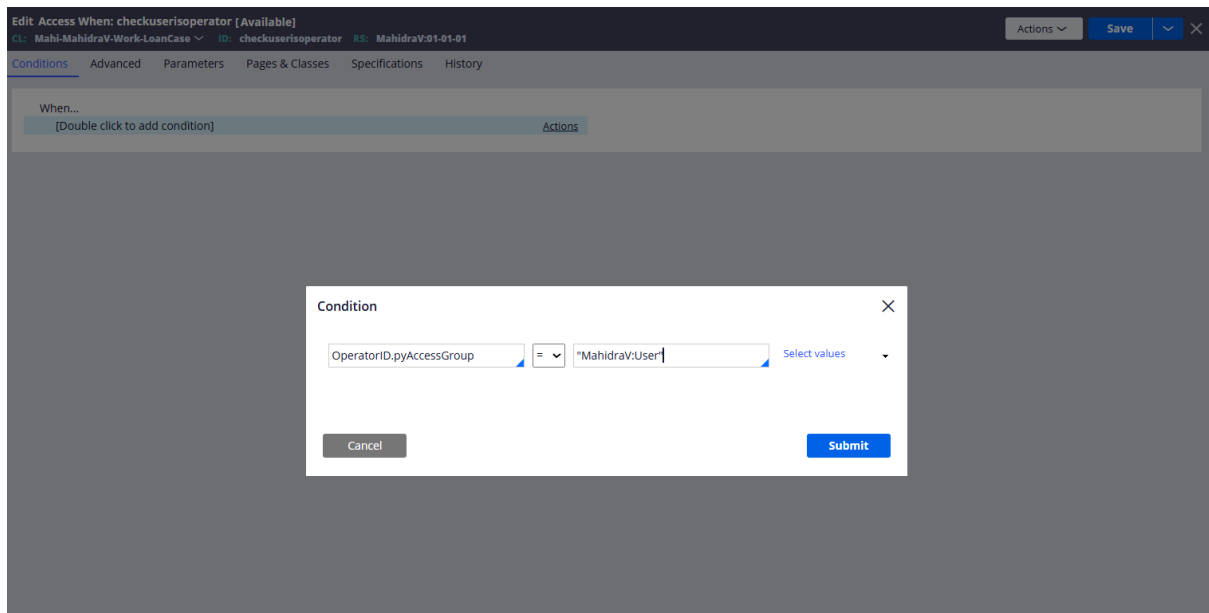 Edit Access When: checkuserisoperator [Available]
CL: Mahi-MahidraV-Work-LoanCase ID: checkuserisoperator RS: MahidraV:01-01-01
Actions Save
Conditions Advanced Parameters Pages & Classes Specifications History
When...
[Double click to add condition] Actions
Condition
OperatorID.pyAccessGroup = "MahidraV:User" Select values
Cancel Submit